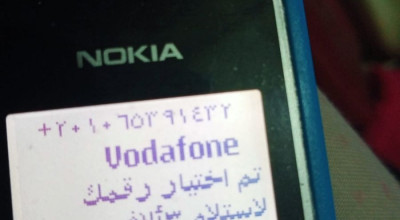 NOKIA
+٢٠١٠٦٥٣٩١٤٣٢
Vodafone
تم اختيار رقمك
لاستلام